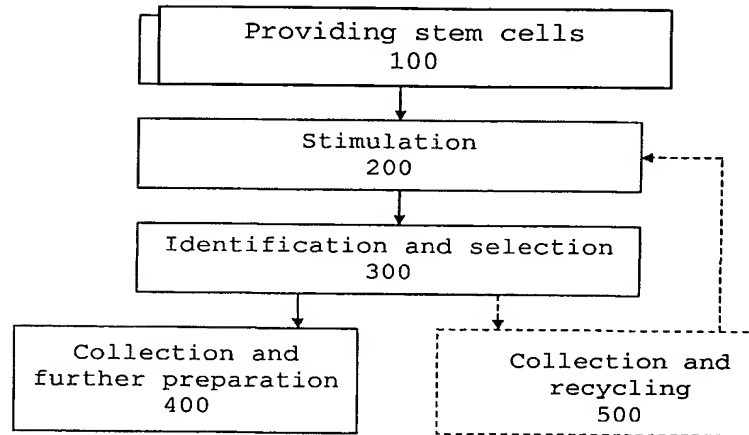 Providing stem cells
100
Stimulation
200
Identification and selection
300
Collection and
further preparation
400
Collection and
recycling
500